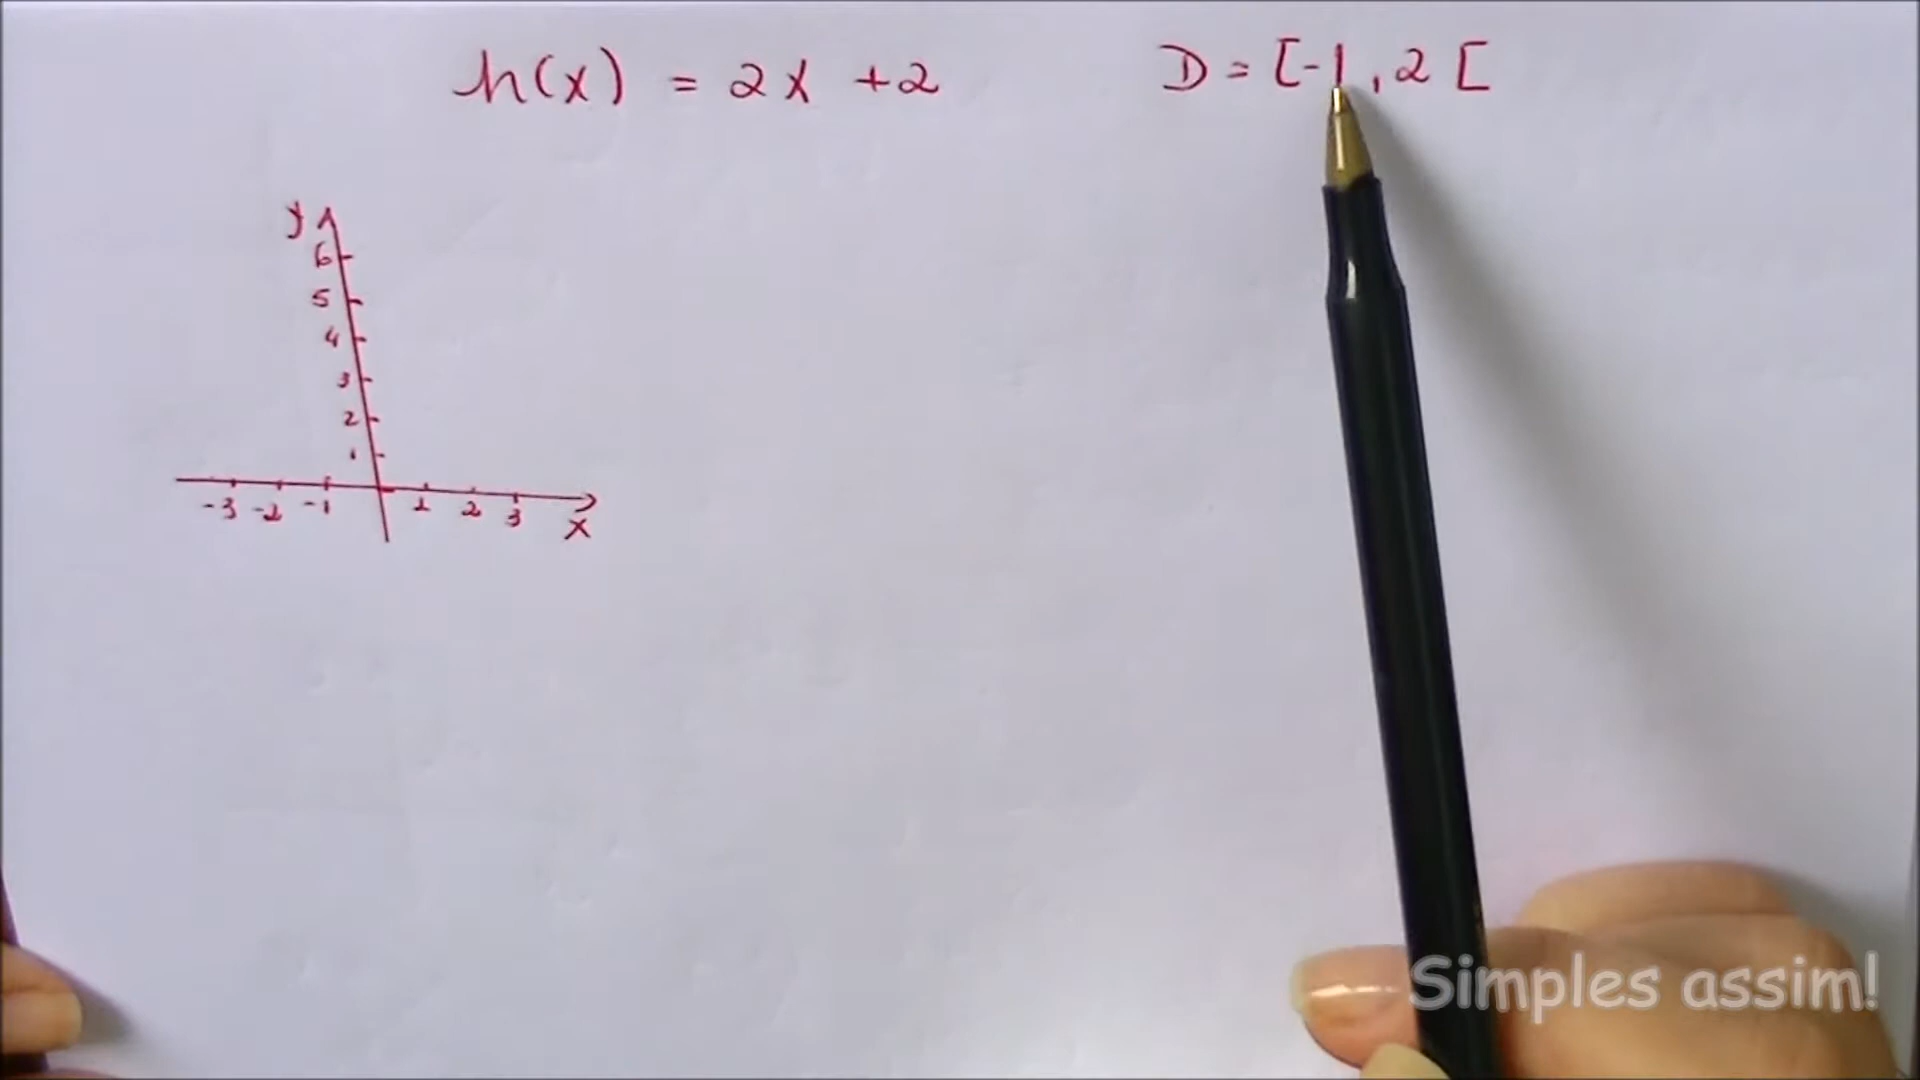 h(x) = 2x + 2 D = [-1, 2 [
y
6
5
4
3
2
1
-3 -2 -1 1 2 3
x
Simples assim!